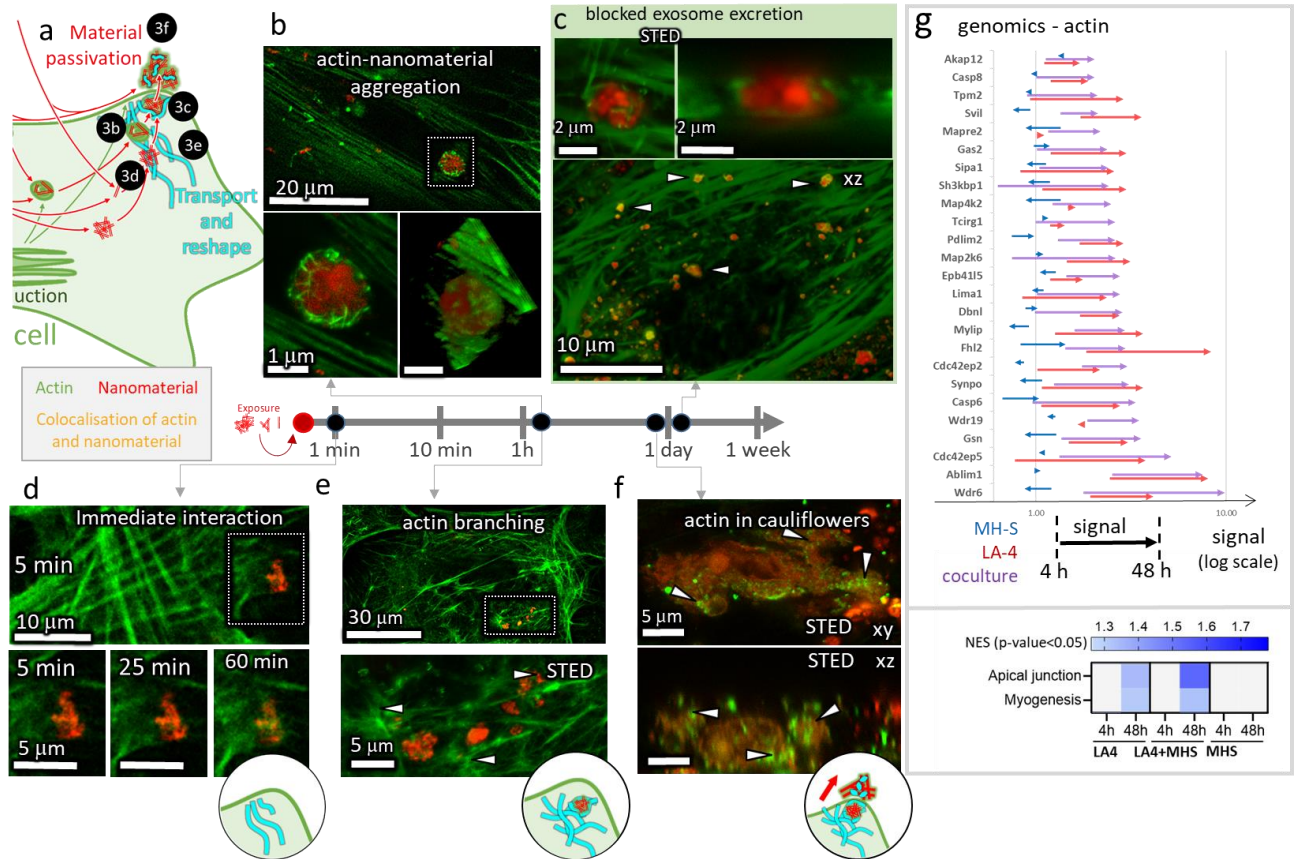 a
Material
passivation
3f
3c
3b
3e
3d
Transport
and
reshape
uction
cell
Actin
Nanomaterial
Colocalisation of actin
and nanomaterial
b
actin-nanomaterial
aggregation
20 µm
1 µm
c
blocked exosome excretion
STED
2 µm
2 µm
xz
10 µm
Exposure
1 min
10 min
1h
1 day
1 week
d
Immediate interaction
5 min
10 µm
5 min
25 min
60 min
5 µm
e
actin branching
30 µm
STED
5 µm
f
actin in cauliflowers
5 µm
STED
xy
STED
xz
g
genomics - actin
Akap12
Casp8
Tpm2
Svil
Mapre2
Gas2
Sipa1
Sh3kbp1
Map4k2
Tcirg1
Pdlim2
Map2k6
Epb41l5
Lima1
Dbnl
Mylip
Fhl2
Cdc42ep2
Synpo
Casp6
Wdr19
Gsn
Cdc42ep5
Ablim1
Wdr6
1.00
10.00
MH-S
LA-4
coculture
signal
4 h
48 h
signal
(log scale)
1.3 1.4 1.5 1.6 1.7
NES (p-value<0.05)
Apical junction
Myogenesis
4h 48h 4h 48h 4h 48h
LA4 LA4+MHS MHS